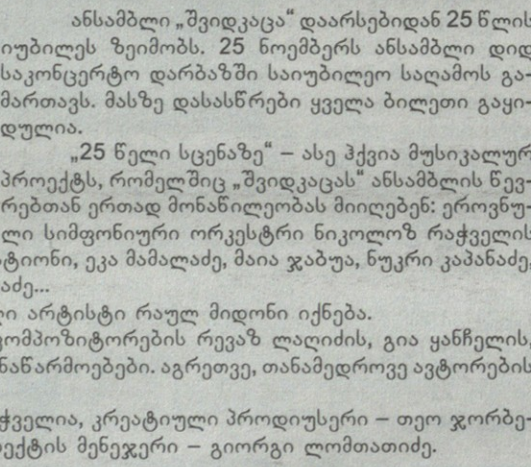 ანსამბლი „შვიდკაცა“ დაარსებიდან 25 წლის
იუბილეს ზეიმობს. 25 ნოემბერს ანსამბლი დიდ
საკონცერტო დარბაზში საიუბილეო საღამოს გა-
მართავს. მასზე დასასწრები ყველა ბილეთი გაყი
დულია.
„25 წელი სცენაზე“ – ასე ჰქვია მუსიკალურ
პროექტს, რომელშიც „შვიდკაცას“ ანსამბლის წევ-
რებთან ერთად მონაწილეობას მიიღებენ: ეროვნუ-
ლი სიმფონიური ორკესტრი ნიკოლოზ რაჭველის
ტიონი, ეკა მამალაძე, მაია ჯაბუა, ნუკრი კაპანაძე,
აძე...
ი არტისტი რაულ მიდონი იქნება.
კომპოზიტორების რევაზ ლაღიძის, გია ყანჩელის,
ნაწარმოებები. აგრეთვე, თანამედროვე ავტორების
ჭველია, კრეატიული პროდიუსერი – თეო ჯორბე-
ექტის მენეჯერი – გიორგი ლომთათიძე.